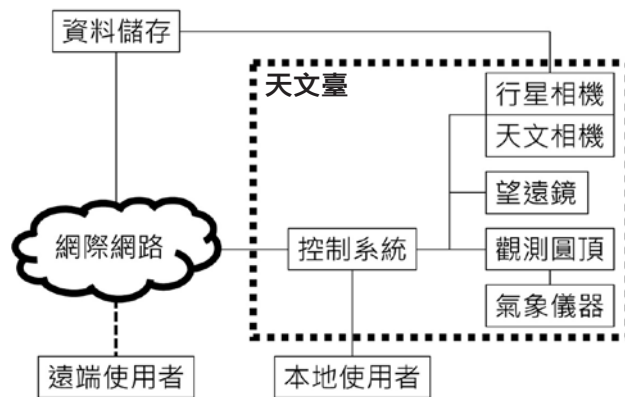 資料儲存
天文臺
行星相機
天文相機
望遠鏡
網際網路
控制系統
觀測圓頂
氣象儀器
遠端使用者
本地使用者